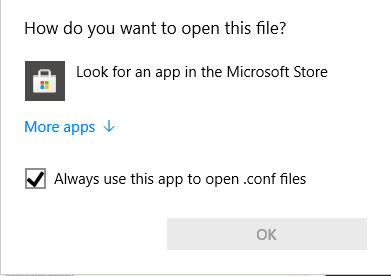 How do you want to open this file?
Look for an app in the Microsoft Store
More apps ↓
Always use this app to open .conf files
OK